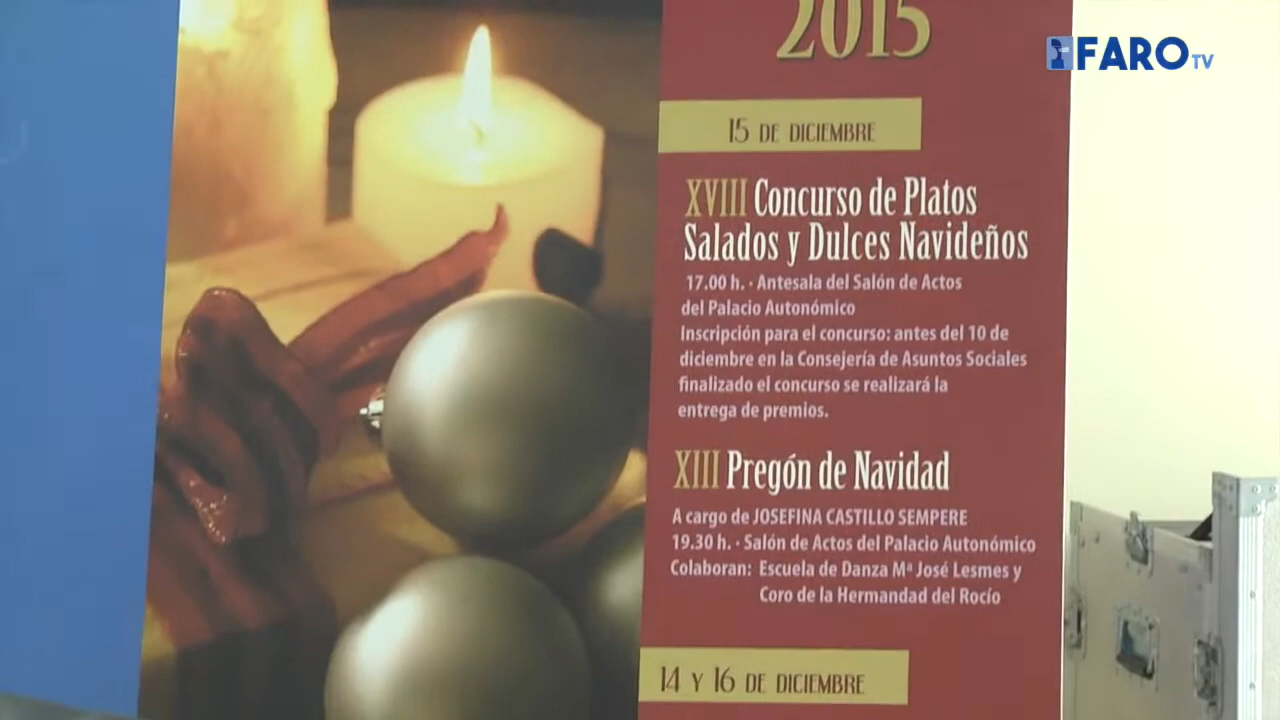 2015
FARO TV
15 DE DICIEMBRE
XVIII Concurso de Platos
Salados y Dulces Navideños
17.00 h. · Antesala del Salón de Actos
del Palacio Autonómico
Inscripción para el concurso: antes del 10 de
diciembre en la Consejería de Asuntos Sociales
finalizado el concurso se realizará la
entrega de premios.
XIII Pregón de Navidad
A cargo de JOSEFINA CASTILLO SEMPERE
19.30 h. · Salón de Actos del Palacio Autonómico
Colaboran: Escuela de Danza Mª José Lesmes y
Coro de la Hermandad del Rocío
14 Y 16 DE DICIEMBRE